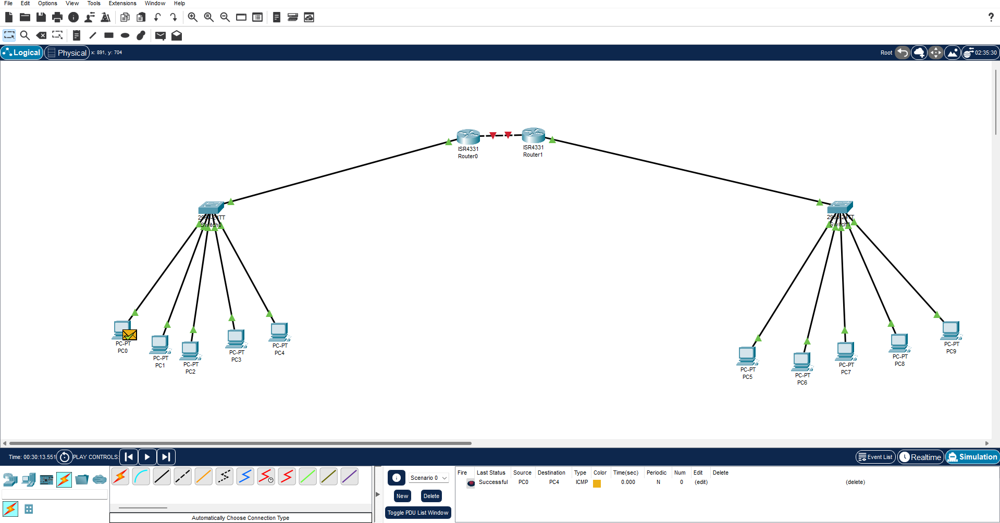 File Edit Options View Tools Extensions Window Help
?
Logical Physical x: 891, y: 704 Root 02:35:30
ISR4331
Router0
ISR4331
Router1
2960-24TT
Switch0
2960-24TT
Switch1
PC-PT
PC0
PC-PT
PC1
PC-PT
PC2
PC-PT
PC3
PC-PT
PC4
PC-PT
PC5
PC-PT
PC6
PC-PT
PC7
PC-PT
PC8
PC-PT
PC9
Time: 00:30:13.551 PLAY CONTROLS: Event List Realtime Simulation
Scenario 0
New Delete
Toggle PDU List Window
Automatically Choose Connection Type
Fire Last Status Source Destination Type Color Time(sec) Periodic Num Edit Delete
Successful PC0 PC4 ICMP 0.000 N 0 (edit) (delete)